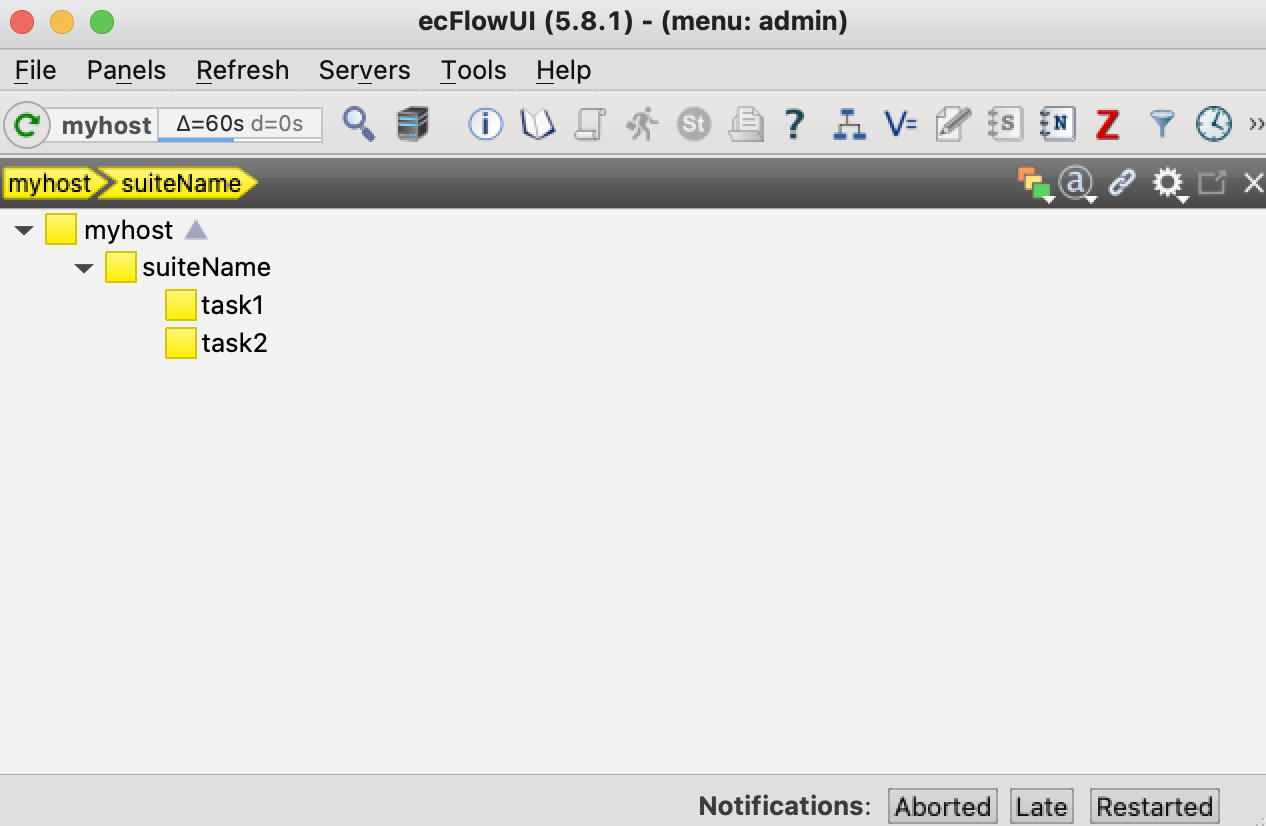 ecFlowUI (5.8.1) - (menu: admin)
File Panels Refresh Servers Tools Help
myhost Δ=60s d=0s i St ? V= S N Z »
myhost suiteName a
myhost
suiteName
task1
task2
Notifications: Aborted Late Restarted